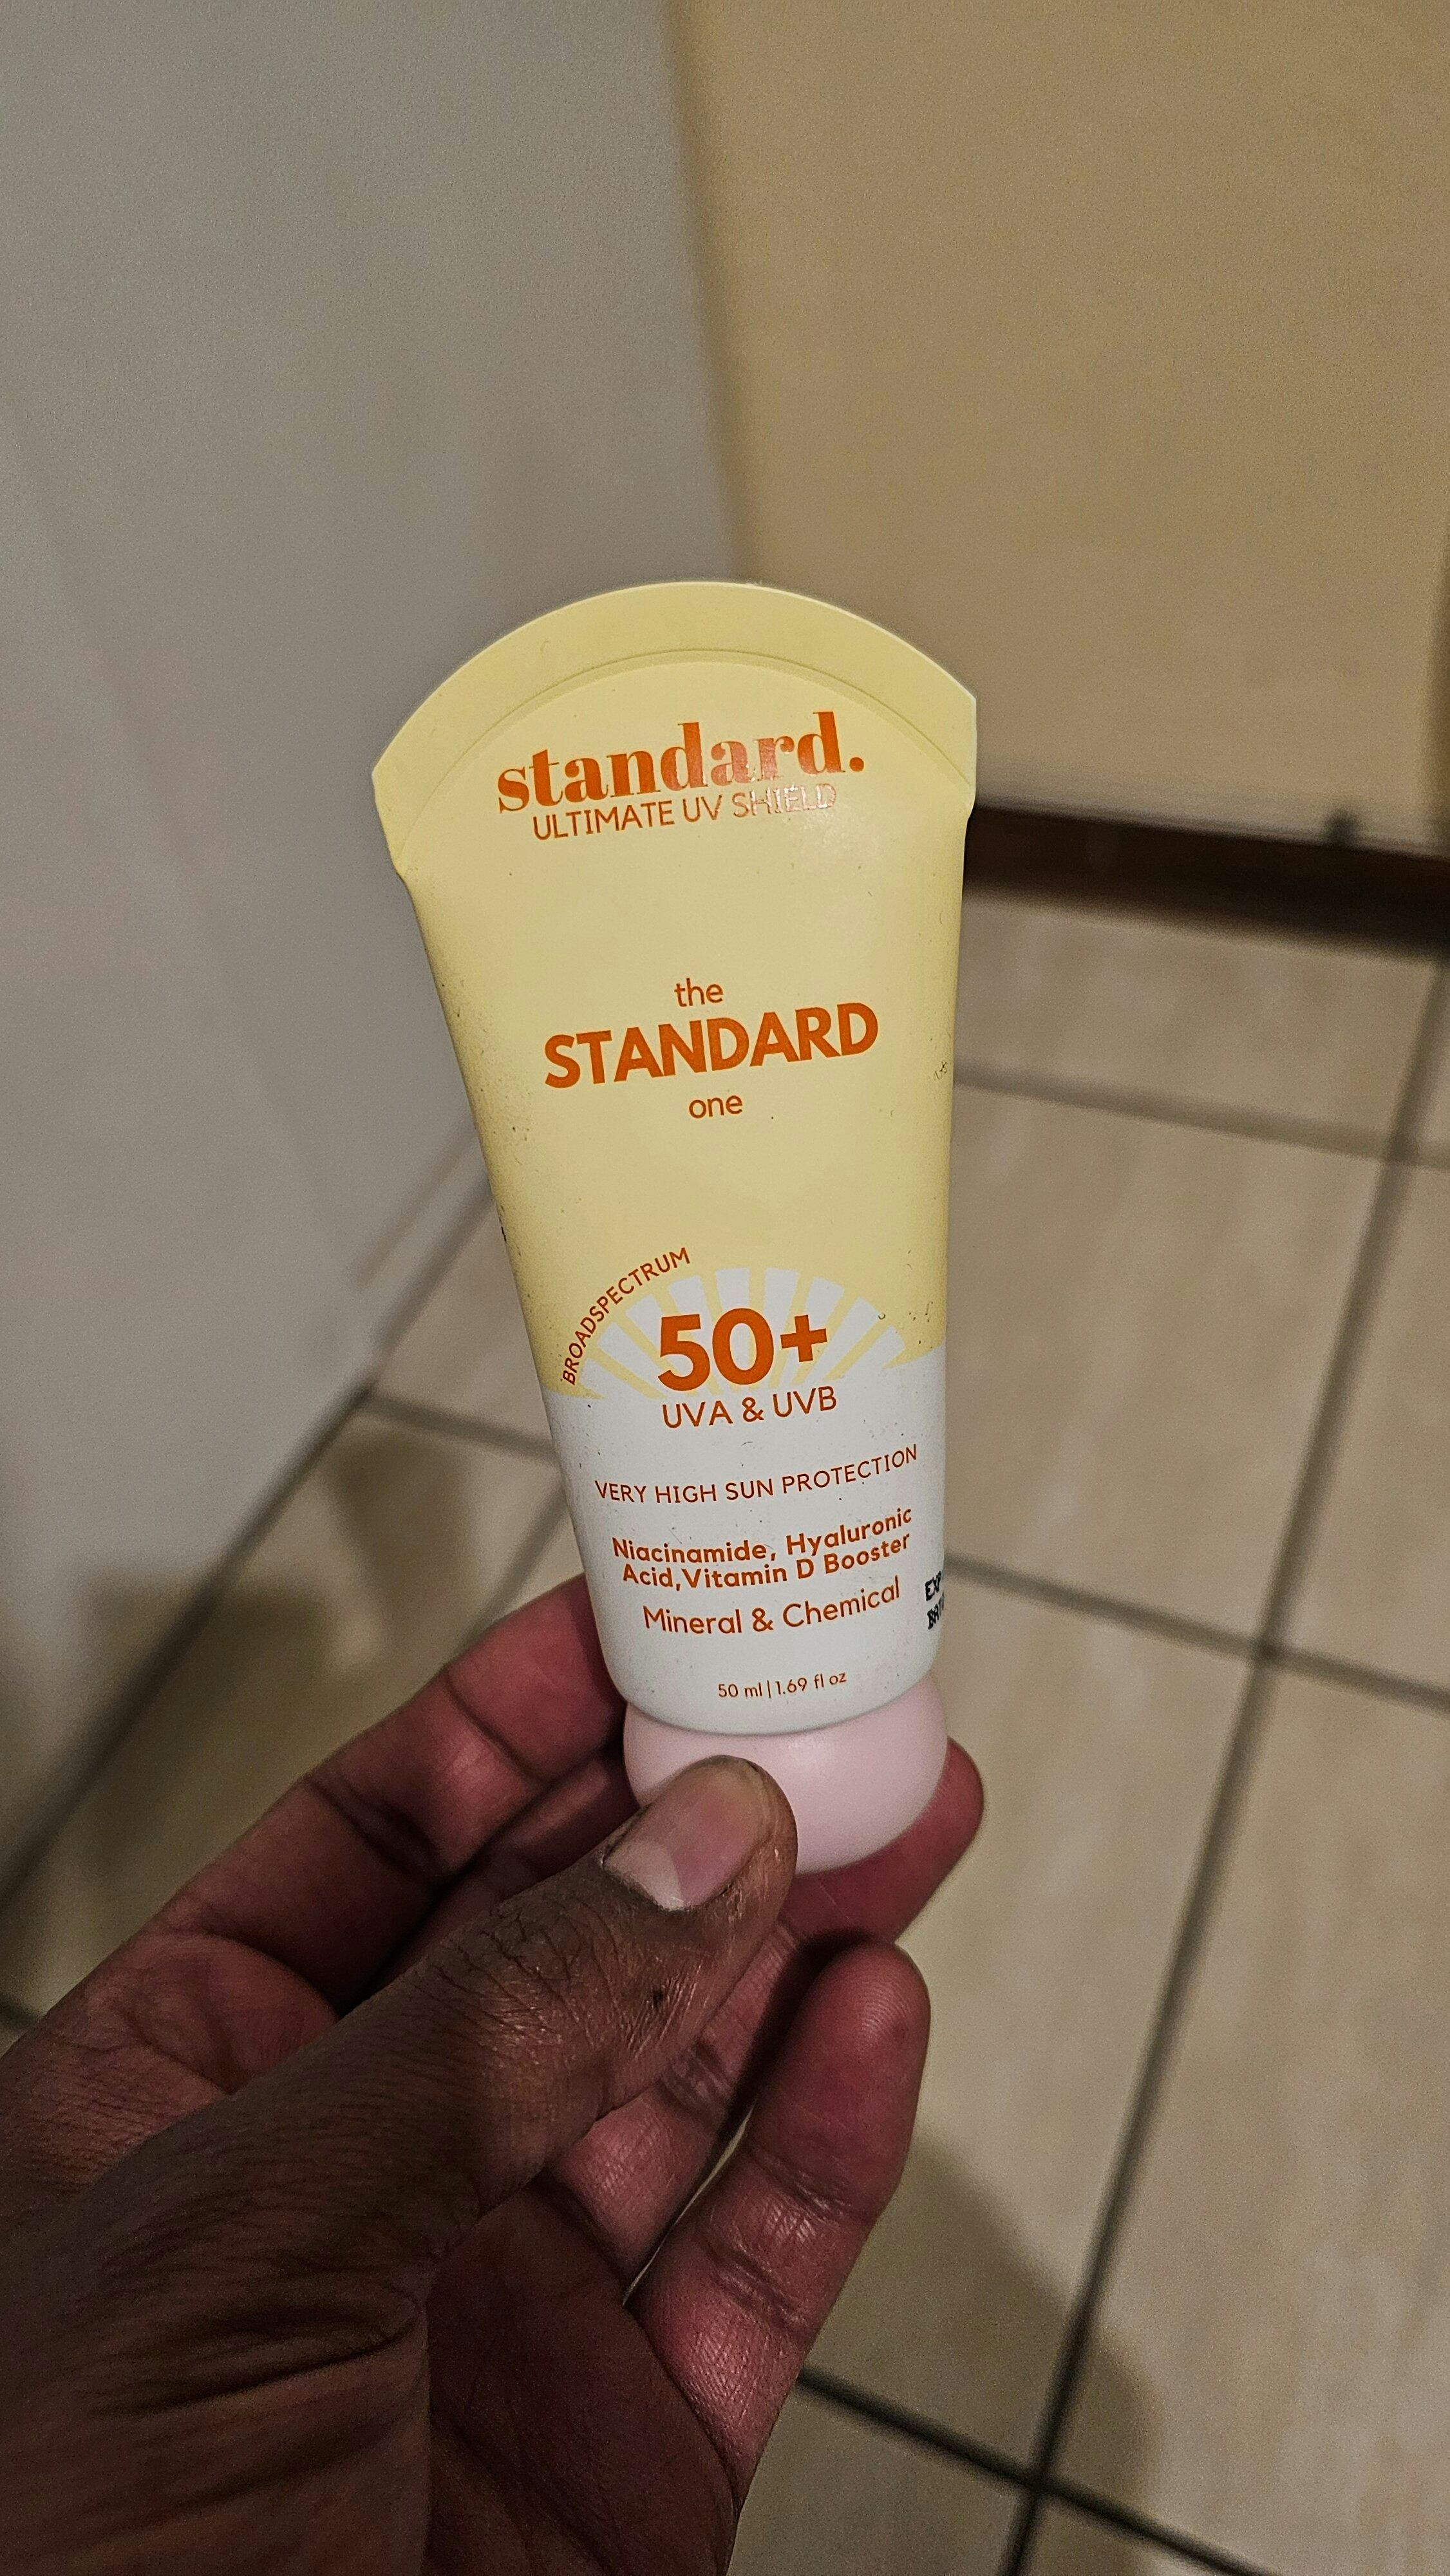 standard.
ULTIMATE UV SHIELD
the
STANDARD
one
BROADSPECTRUM
50+
UVA & UVB
VERY HIGH SUN PROTECTION
Niacinamide, Hyaluronic
Acid,Vitamin D Booster
Mineral & Chemical
EXP
50 ml | 1.69 fl oz